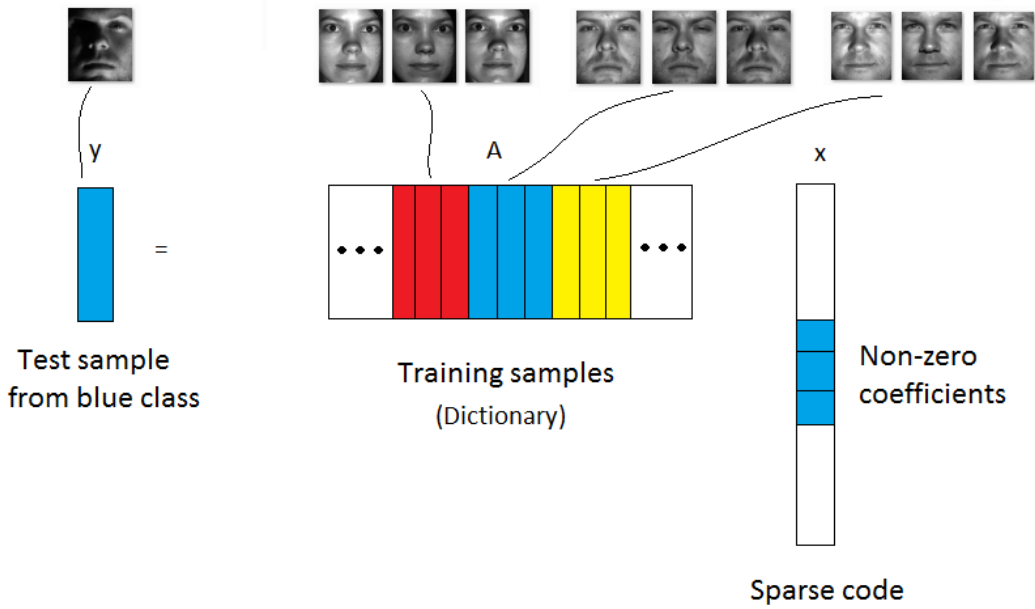 y
A
x
=
Test sample
from blue class
Training samples
(Dictionary)
Non-zero
coefficients
Sparse code